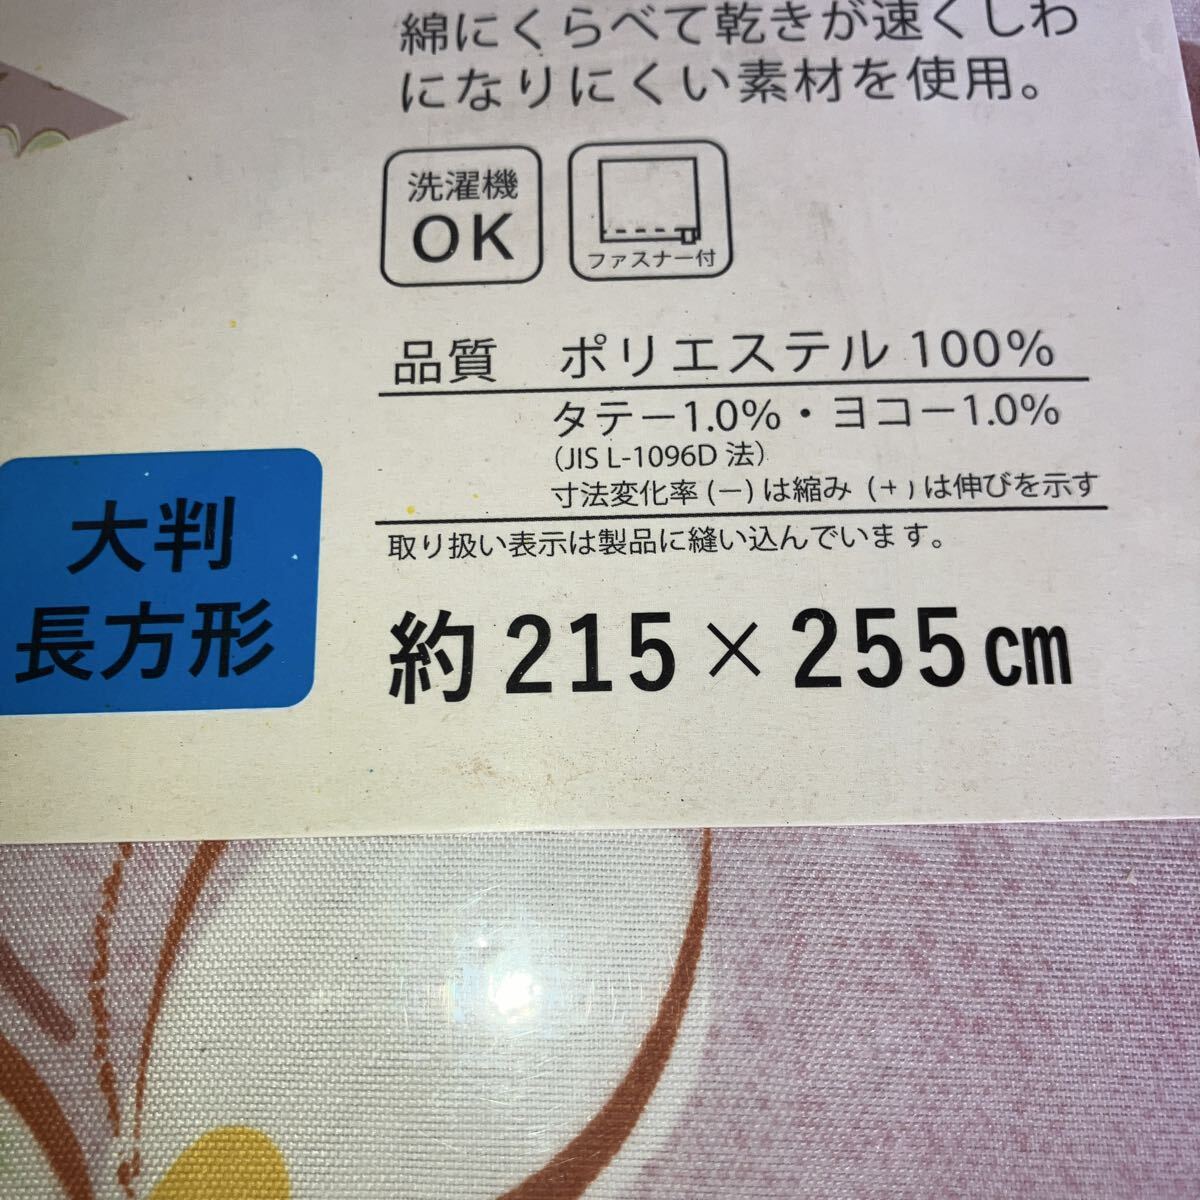 綿にくらべて乾きが速くしわ
になりにくい素材を使用。
洗濯機
OK
ファスナー付
品質 ポリエステル 100%
タテー1.0%・ヨコー1.0%
(JIS L-1096D 法)
寸法変化率 (ー) は縮み (+) は伸びを示す
取り扱い表示は製品に縫い込んでいます。
大判
長方形
約 215×255cm